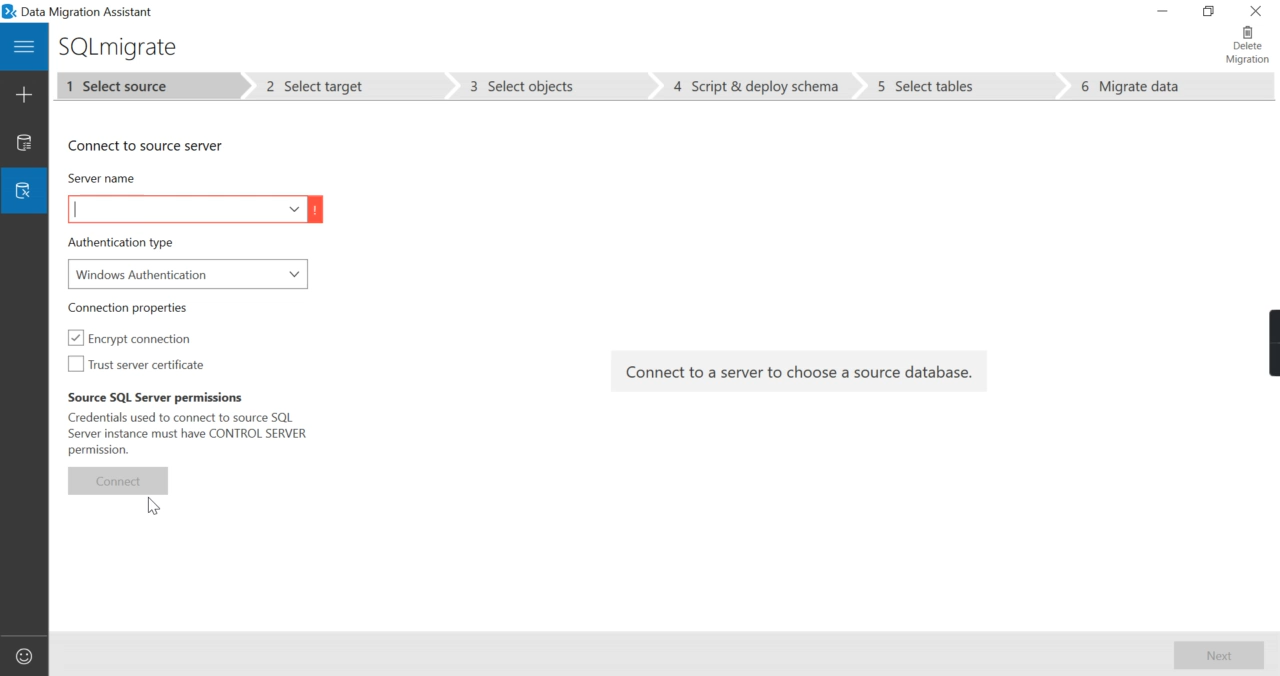 Data Migration Assistant
SQLmigrate
Delete
Migration
1 Select source
2 Select target
3 Select objects
4 Script & deploy schema
5 Select tables
6 Migrate data
Connect to source server
Server name
!
Authentication type
Windows Authentication
Connection properties
Encrypt connection
Trust server certificate
Source SQL Server permissions
Credentials used to connect to source SQL
Server instance must have CONTROL SERVER
permission.
Connect
Connect to a server to choose a source database.
Next